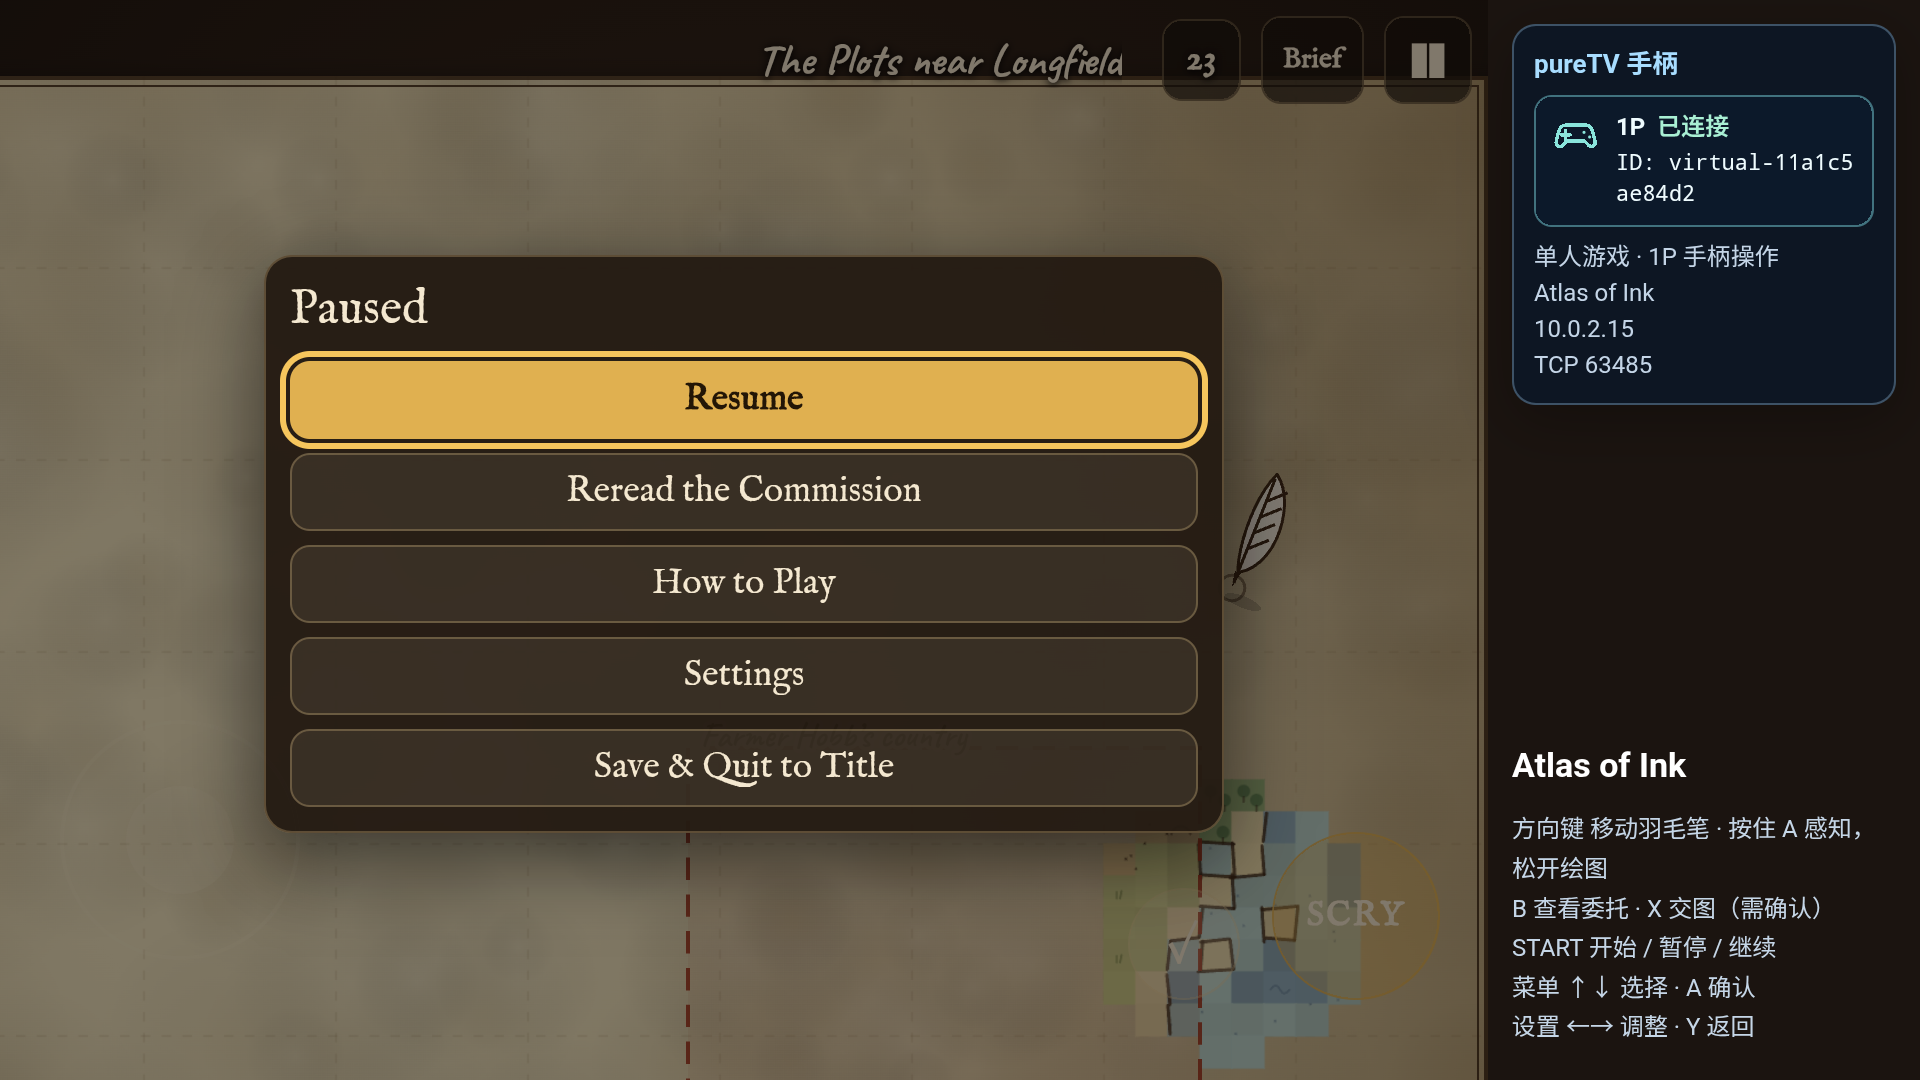 The Plots near Longfield
23
Brief
Paused
Resume
Reread the Commission
How to Play
Settings
Farmer Hobb's country
Save & Quit to Title
SCRY
pureTV 手柄
1P 已连接
ID: virtual-11a1c5
ae84d2
单人游戏 · 1P 手柄操作
Atlas of Ink
10.0.2.15
TCP 63485
Atlas of Ink
方向键 移动羽毛笔 · 按住 A 感知，
松开绘图
B 查看委托 · X 交图（需确认）
START 开始 / 暂停 / 继续
菜单 ↑↓ 选择 · A 确认
设置 ←→ 调整 · Y 返回